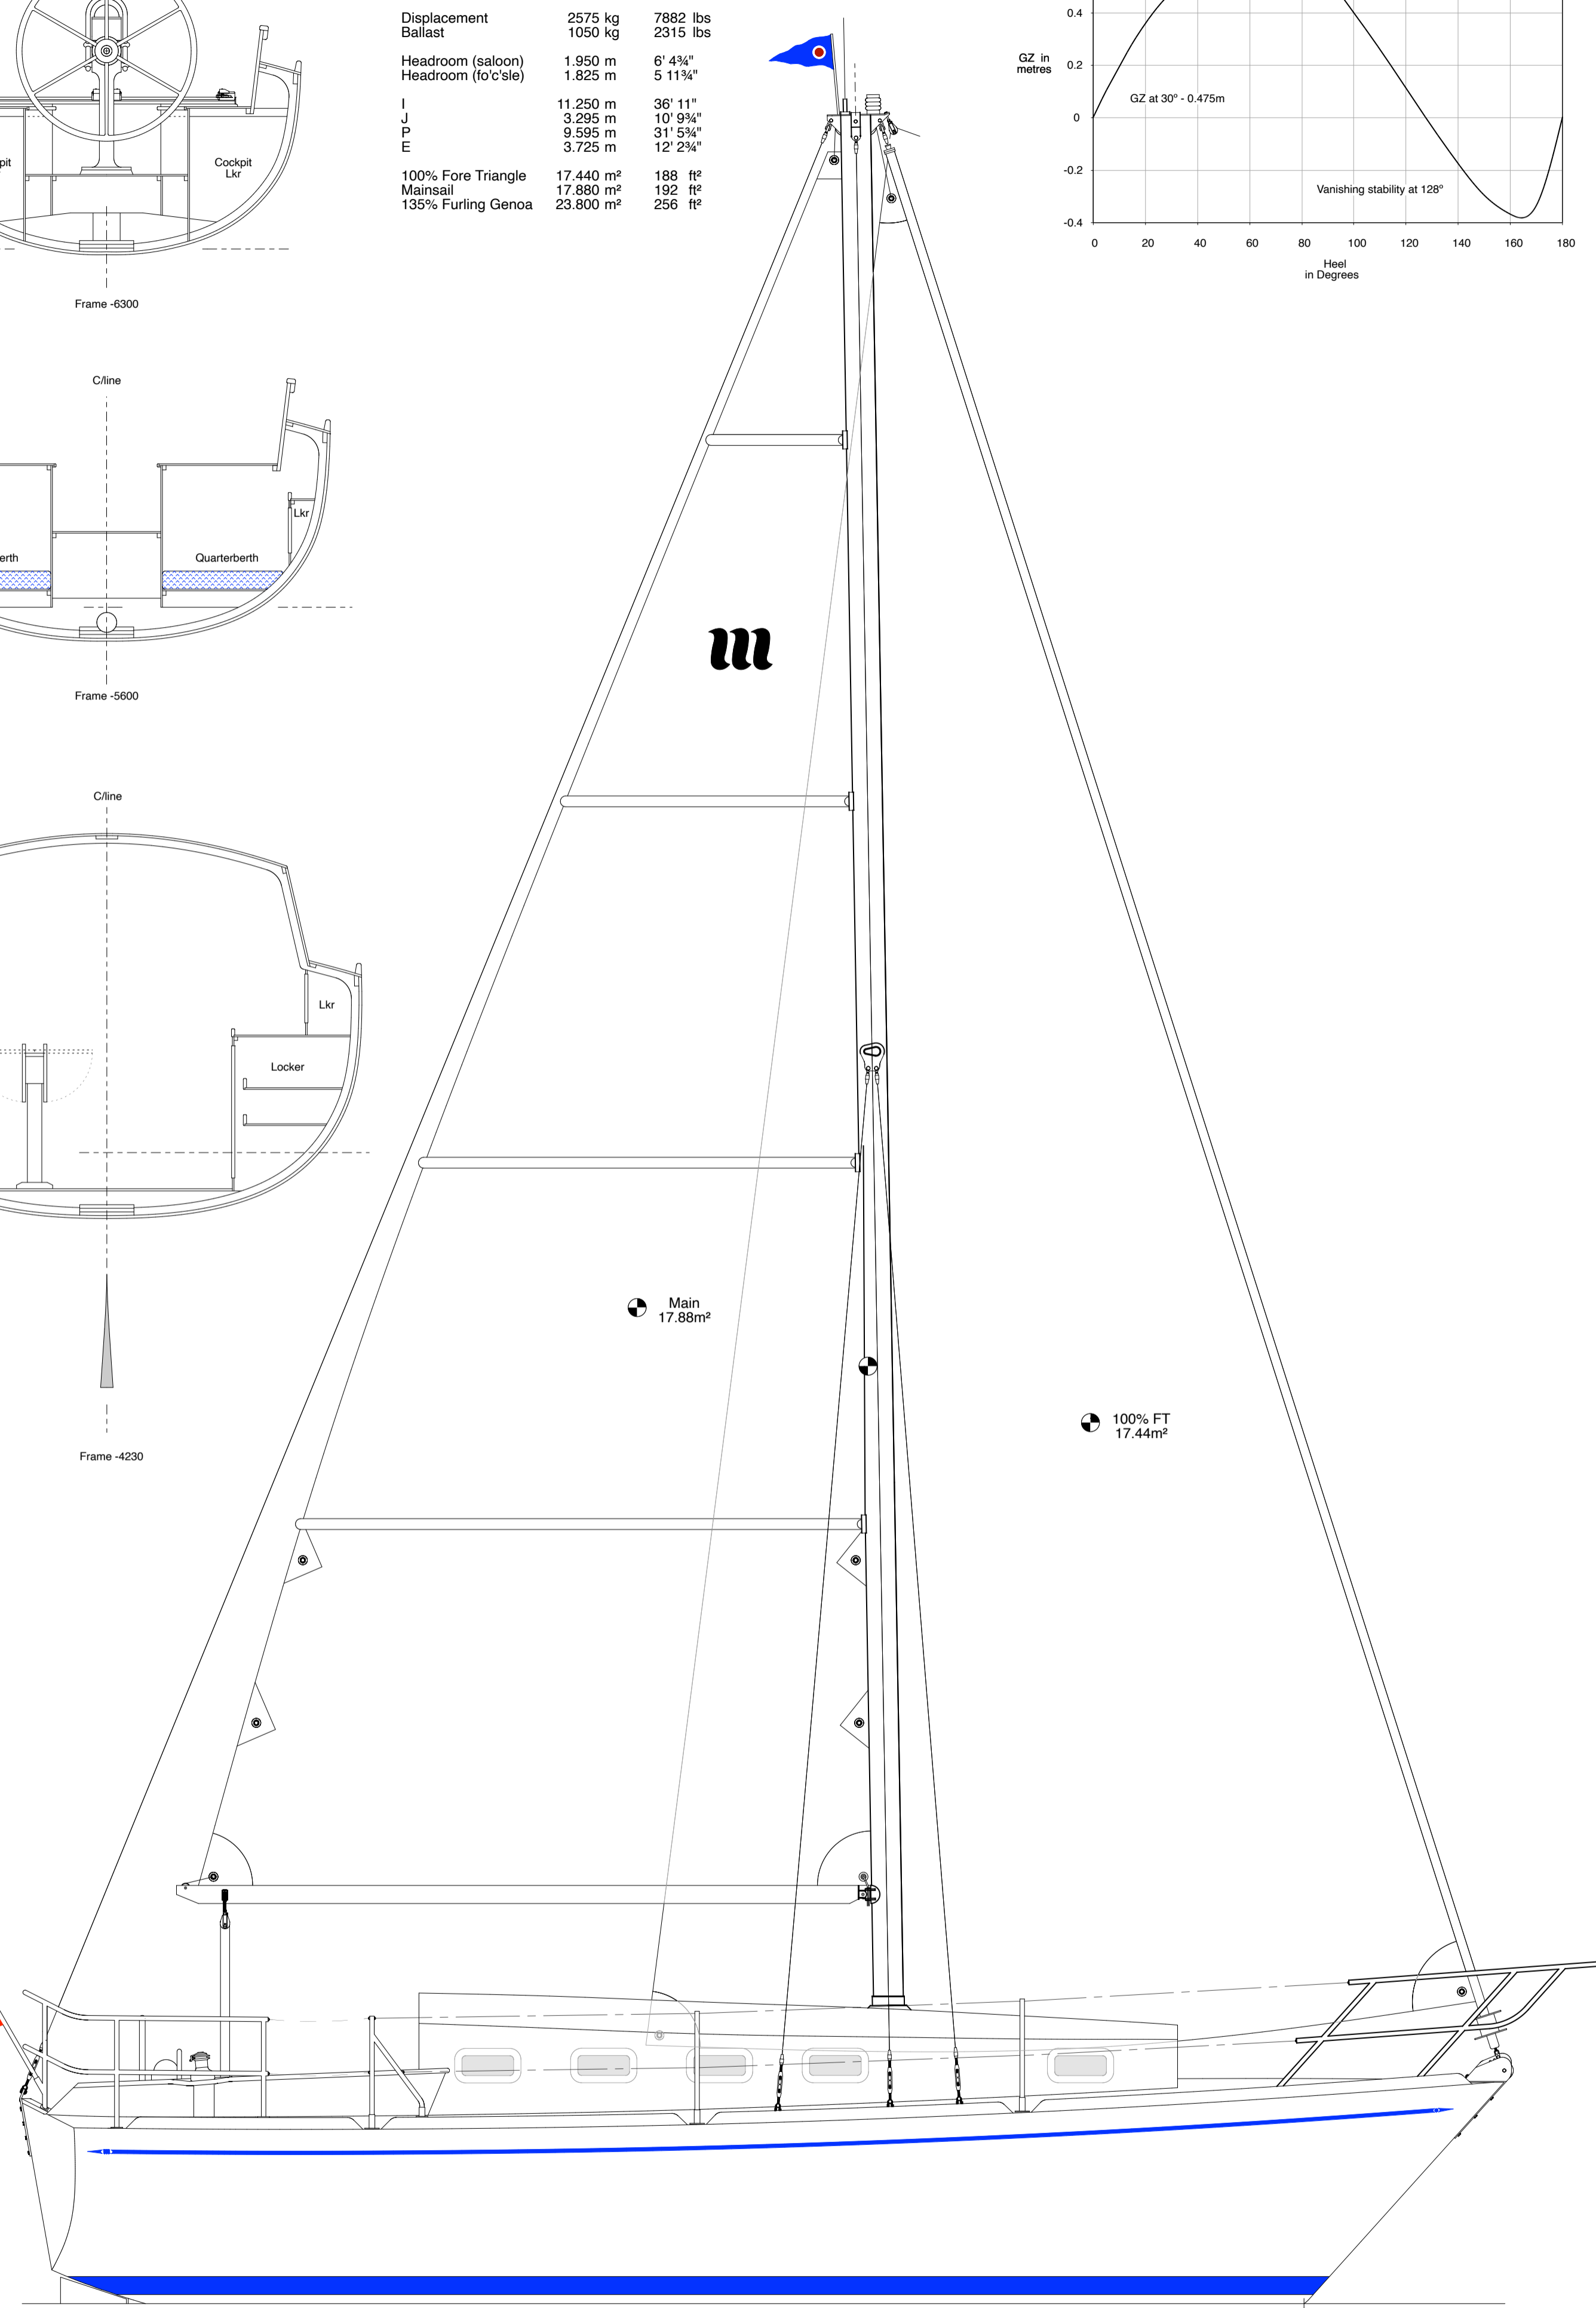 Displacement 2575 kg 7882 lbs
Ballast 1050 kg 2315 lbs
Headroom (saloon) 1.950 m 6' 4¾"
Headroom (fo'c'sle) 1.825 m 5 11¾"
I 11.250 m 36' 11"
J 3.295 m 10' 9¾"
P 9.595 m 31' 5¾"
E 3.725 m 12' 2¾"
100% Fore Triangle 17.440 m² 188 ft²
Mainsail 17.880 m² 192 ft²
135% Furling Genoa 23.800 m² 256 ft²
GZ in
metres
0.4
0.2
0
-0.2
-0.4
GZ at 30º - 0.475m
Vanishing stability at 128º
0 20 40 60 80 100 120 140 160 180
Heel
in Degrees
pit
Cockpit
Lkr
Frame -6300
C/line
Lkr
erth
Quarterberth
Frame -5600
C/line
Lkr
Locker
Frame -4230
m
Main
17.88m²
100% FT
17.44m²